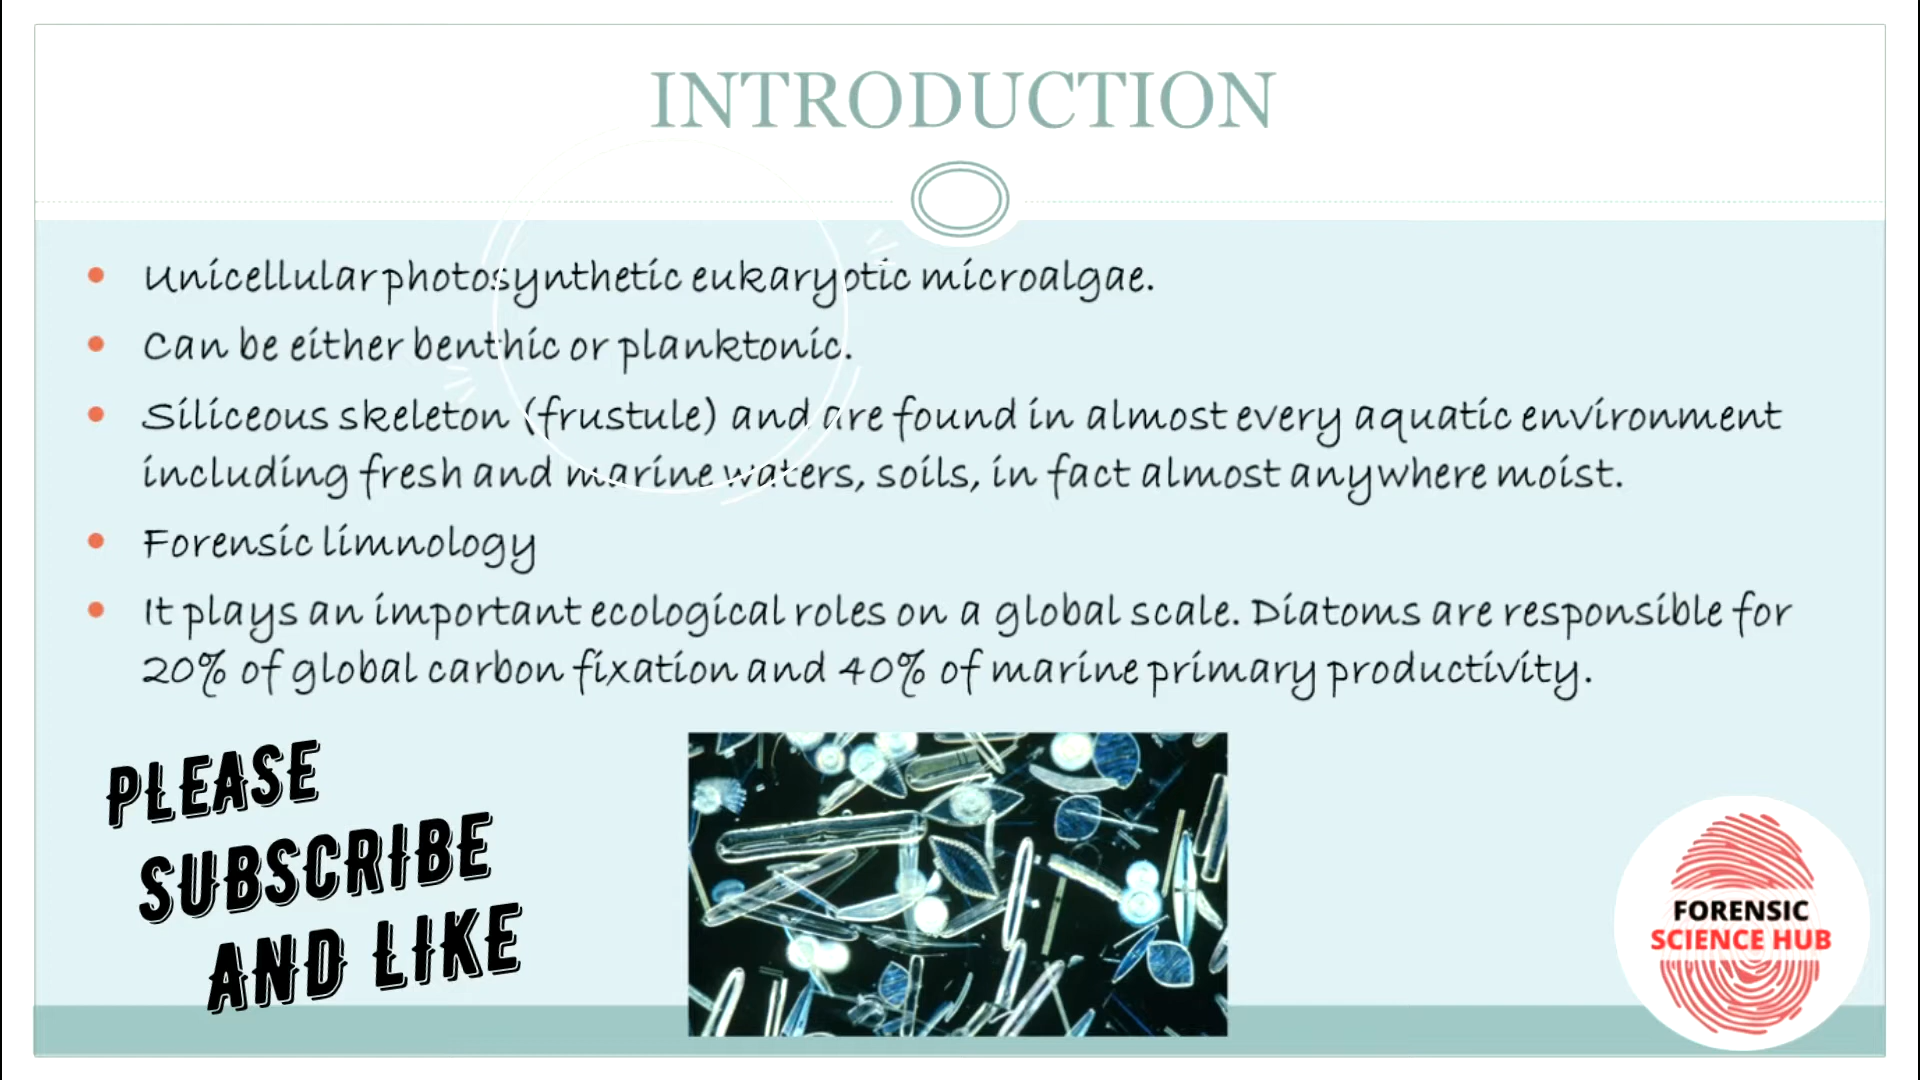 INTRODUCTION
Unicellular photosynthetic eukaryotic microalgae.
Can be either benthic or planktonic.
Siliceous skeleton (frustule) and are found in almost every aquatic environment
including fresh and marine waters, soils, in fact almost anywhere moist.
Forensic limnology
It plays an important ecological roles on a global scale. Diatoms are responsible for
20% of global carbon fixation and 40% of marine primary productivity.
PLEASE
SUBSCRIBE
AND LIKE
FORENSIC
SCIENCE HUB